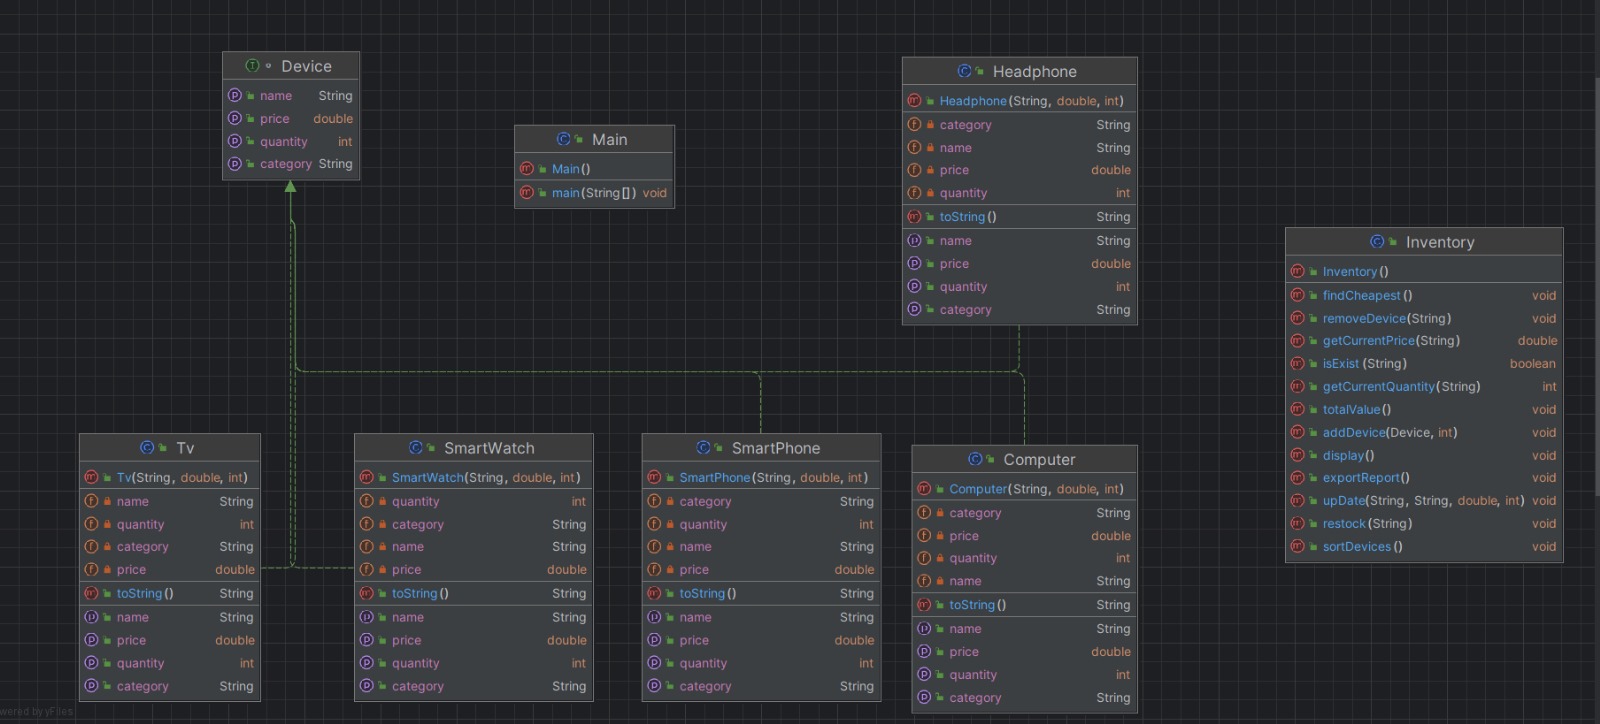 Device
name String
price double
quantity int
category String
Main
Main()
main(String[]) void
Headphone
Headphone(String, double, int)
category String
name String
price double
quantity int
toString() String
name String
price double
quantity int
category String
Inventory
Inventory()
findCheapest() void
removeDevice(String) void
getCurrentPrice(String) double
isExist(String) boolean
getCurrentQuantity(String) int
totalValue() void
addDevice(Device, int) void
display() void
exportReport() void
upDate(String, String, double, int) void
restock(String) void
sortDevices() void
Tv
Tv(String, double, int)
name String
quantity int
category String
price double
toString() String
name String
price double
quantity int
category String
SmartWatch
SmartWatch(String, double, int)
quantity int
category String
name String
price double
toString() String
name String
price double
quantity int
category String
SmartPhone
SmartPhone(String, double, int)
category String
quantity int
name String
price double
toString() String
name String
price double
quantity int
category String
Computer
Computer(String, double, int)
category String
price double
quantity int
name String
toString() String
name String
price double
quantity int
category String
wered by yFiles